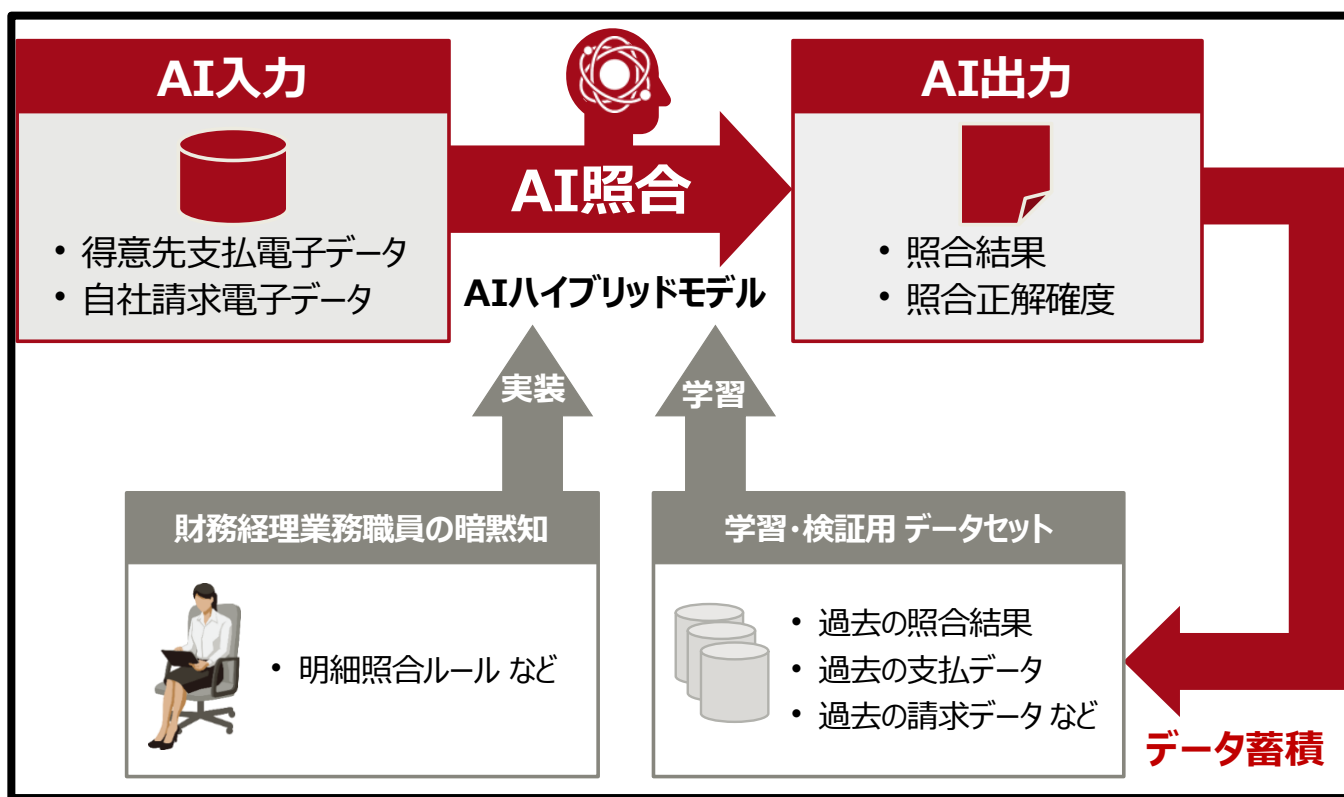 AI入力
・得意先支払電子データ
・自社請求電子データ
AI照合
AIハイブリッドモデル
AI出力
・照合結果
・照合正解確度
実装
学習
財務経理業務職員の暗黙知
・明細照合ルール など
学習・検証用 データセット
・過去の照合結果
・過去の支払データ
・過去の請求データ など
データ蓄積